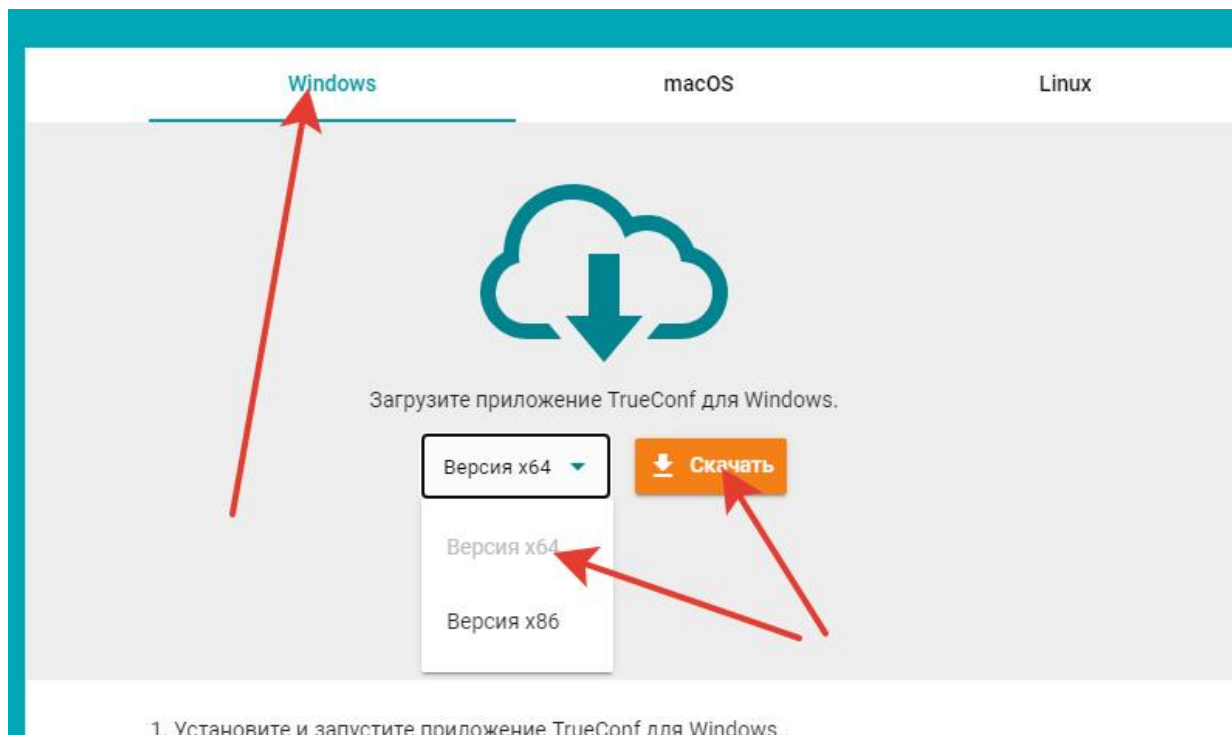 Windows macOS Linux
Загрузите приложение TrueConf для Windows.
Версия x64 Скачать
Версия x64
Версия x86
1. Установите и запустите приложение TrueConf для Windows.